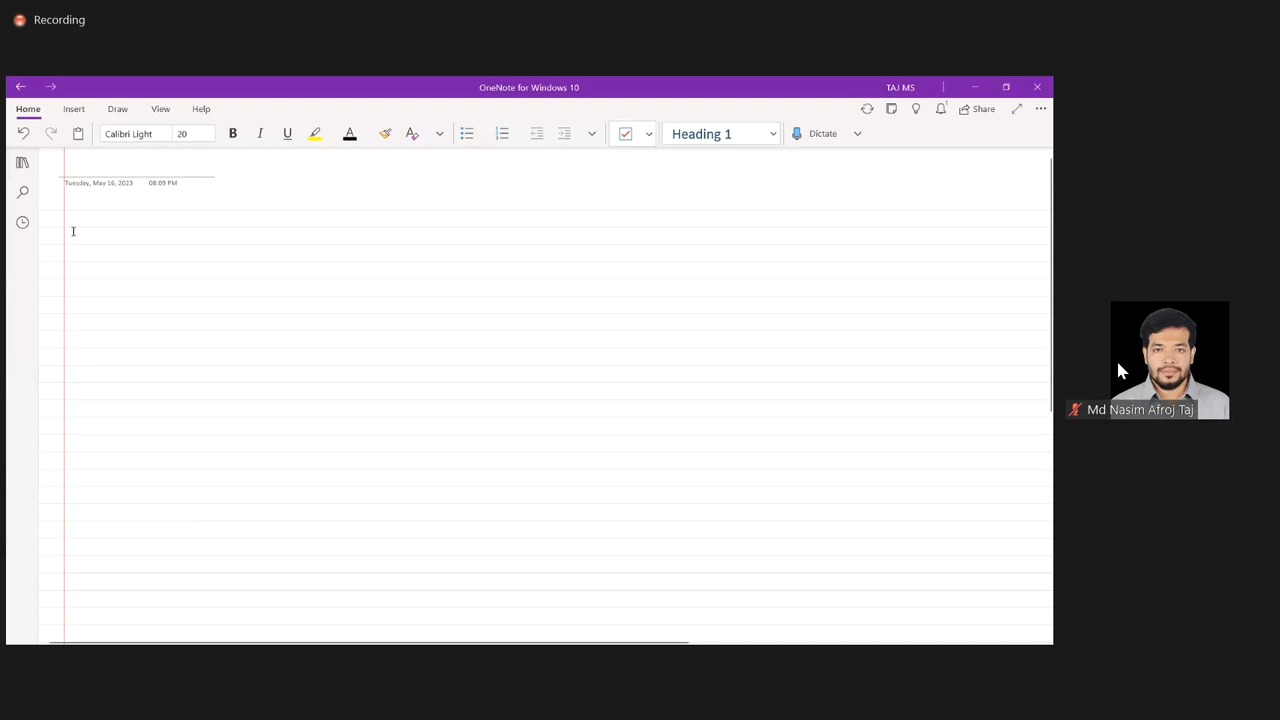 Recording
OneNote for Windows 10
TAJ MS
Home
Insert
Draw
View
Help
1
Share
Calibri Light
20
B
I
U
A
A
Heading 1
Dictate
Tuesday, May 16, 2023
08:09 PM
Md Nasim Afroj Taj